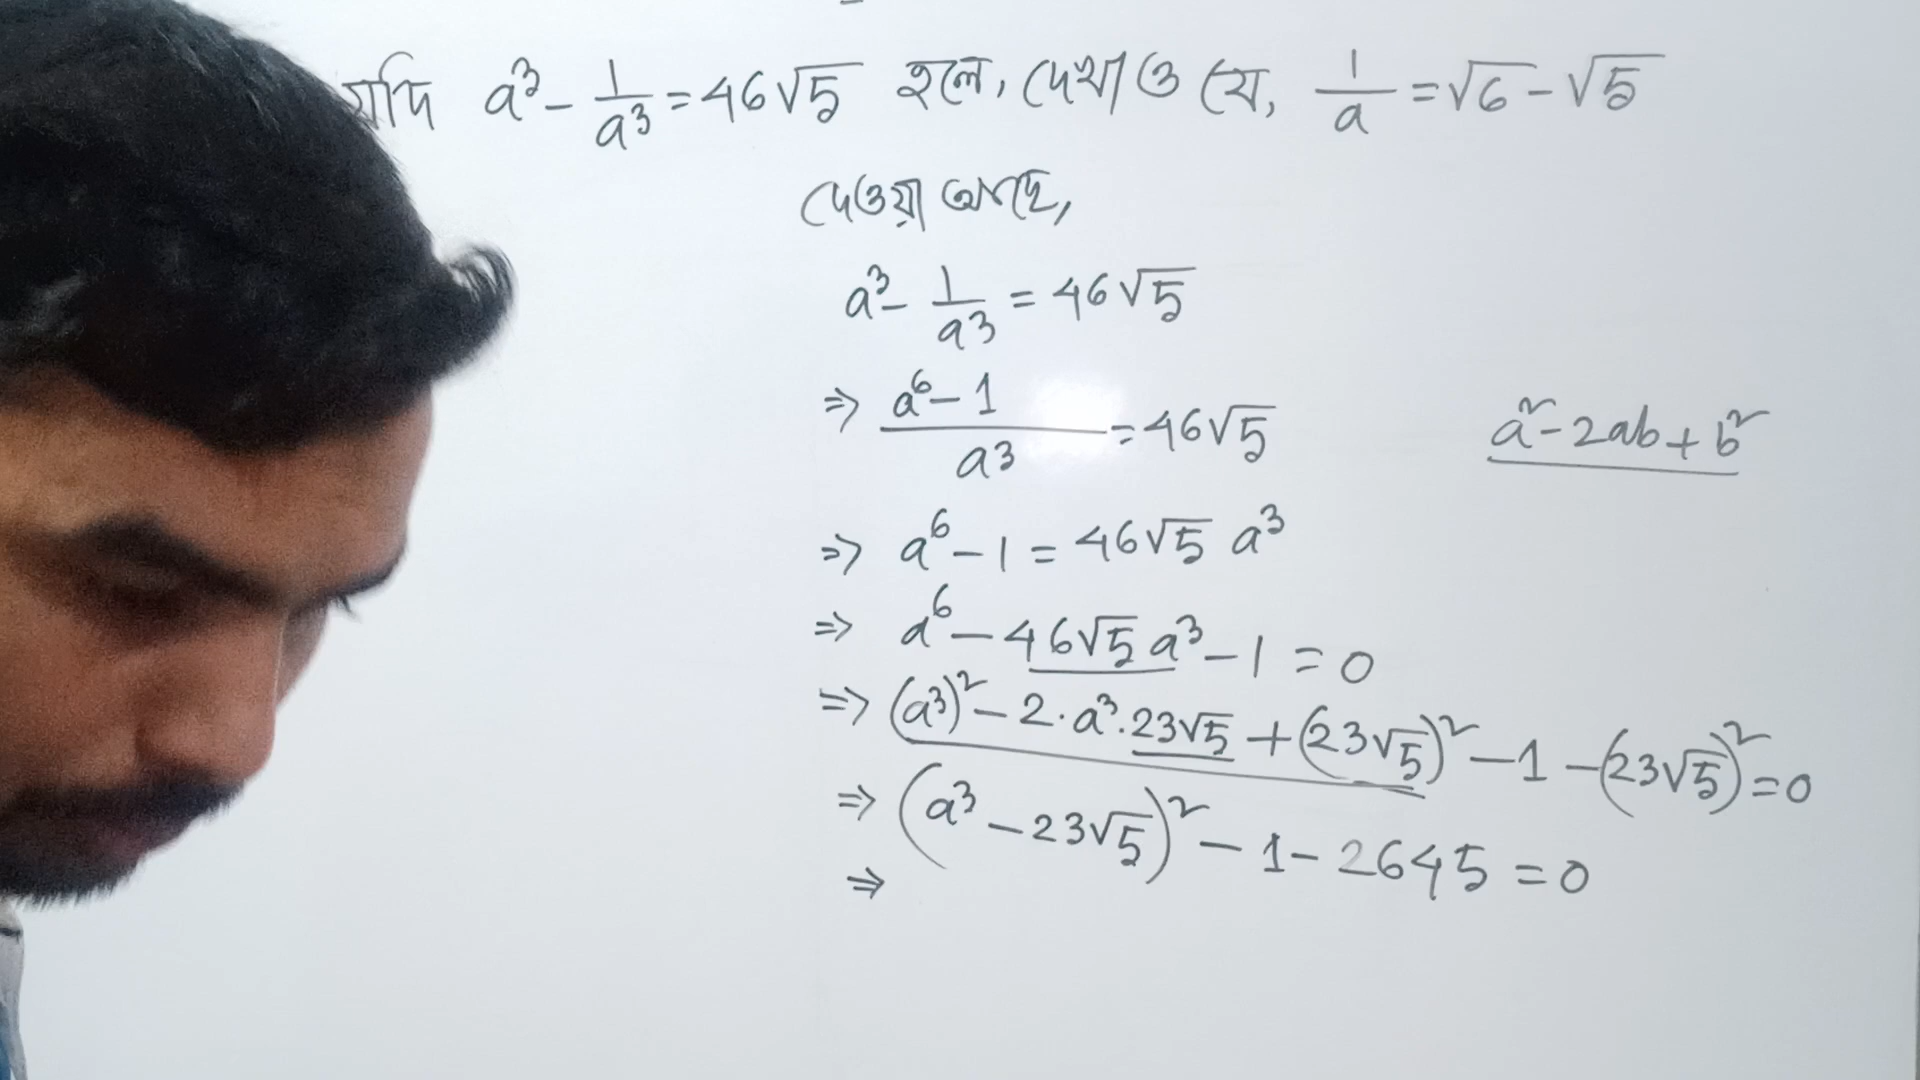 যদি a³ - 1/a³ = 46√5 হলে, দেখাও যে, 1/a = √6 - √5
দেওয়া আছে,
a³ - 1/a³ = 46√5
⇒ (a⁶ - 1)/a³ = 46√5
a² - 2ab + b²
⇒ a⁶ - 1 = 46√5 a³
⇒ a⁶ - 46√5 a³ - 1 = 0
⇒ (a³)² - 2·a³·23√5 + (23√5)² - 1 - (23√5)² = 0
⇒ (a³ - 23√5)² - 1 - 2645 = 0
⇒